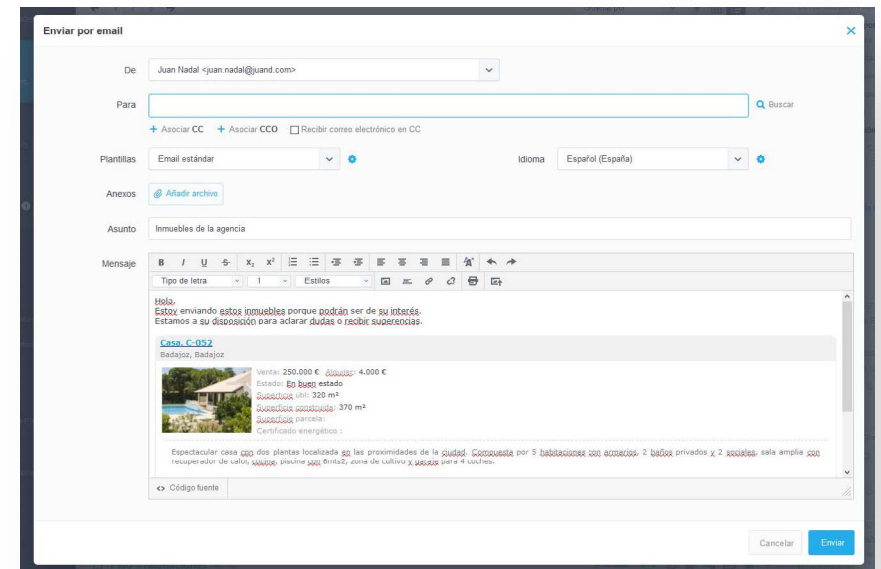 Enviar por email
De
Juan Nadal <juan.nadal@juand.com>
Para
Buscar
+ Asociar CC + Asociar CCO Recibir correo electrónico en CC
Plantillas
Email estándar
Idioma
Español (España)
Anexos
Añadir archivo
Asunto
Inmuebles de la agencia
Mensaje
B I U S X₂ X²
Tipo de letra 1 Estilos
Hola,
Estoy enviando estos inmuebles porque podrán ser de su interés.
Estamos a su disposición para aclarar dudas o recibir sugerencias.
Casa. C-052
Badajoz, Badajoz
Venta: 250.000 € Alquiler: 4.000 €
Estado: En buen estado
Superficie útil: 320 m²
Superficie construida: 370 m²
Superficie parcela:
Certificado energético :
Espectacular casa con dos plantas localizada en las proximidades de la ciudad. Compuesta por 5 habitaciones con armarios, 2 baños privados y 2 sociales, sala amplia con
recuperador de calor, cocina, piscina con 6mts2, zona de cultivo y garaje para 4 coches.
Código fuente
Cancelar
Enviar